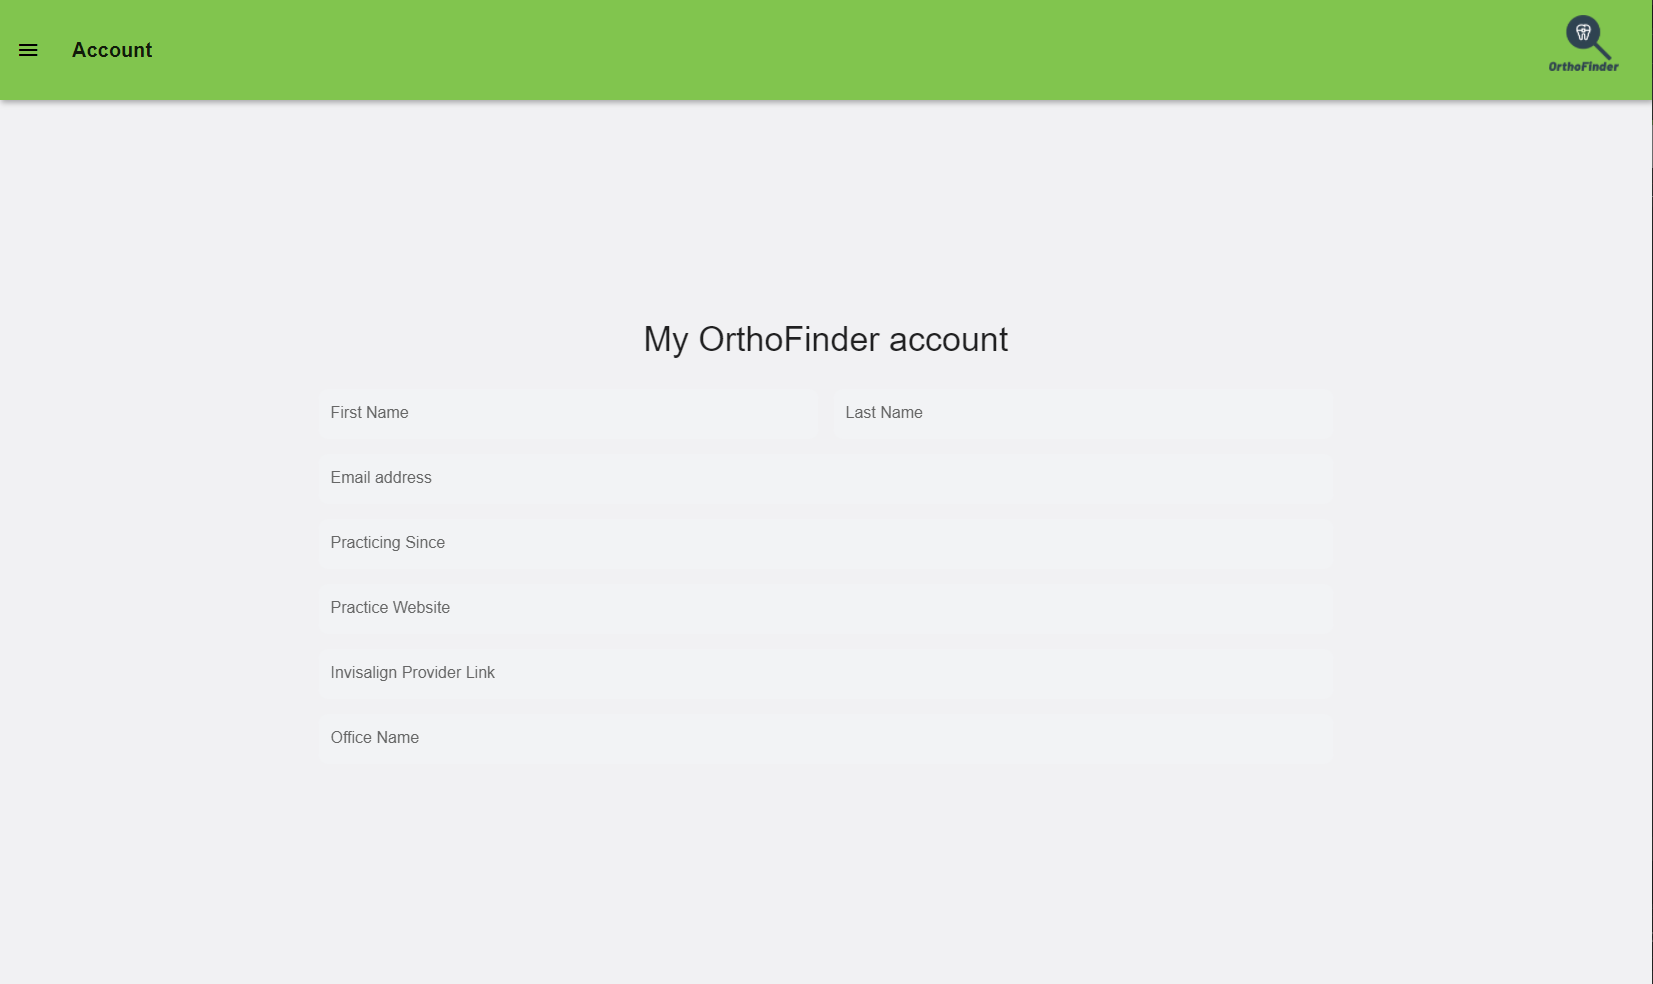 Account
OrthoFinder
My OrthoFinder account
First Name
Last Name
Email address
Practicing Since
Practice Website
Invisalign Provider Link
Office Name